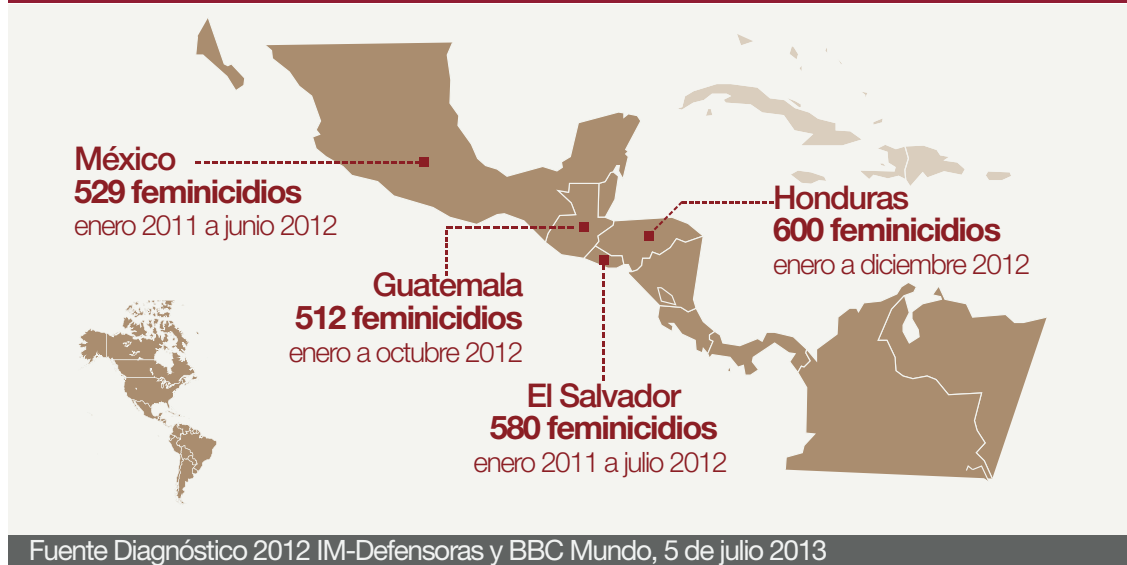 México
529 feminicidios
enero 2011 a junio 2012
Honduras
600 feminicidios
enero a diciembre 2012
Guatemala
512 feminicidios
enero a octubre 2012
El Salvador
580 feminicidios
enero 2011 a julio 2012
Fuente Diagnóstico 2012 IM-Defensoras y BBC Mundo, 5 de julio 2013